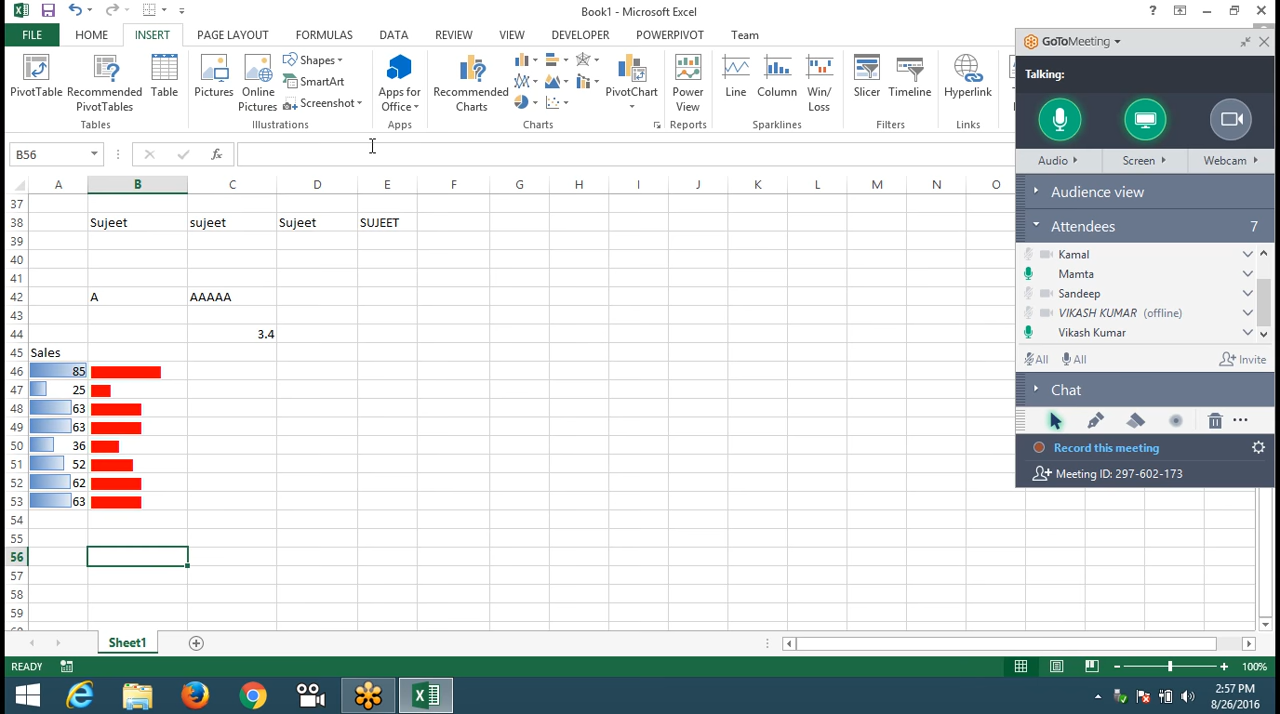 Book1 - Microsoft Excel
?
FILE HOME INSERT PAGE LAYOUT FORMULAS DATA REVIEW VIEW DEVELOPER POWERPIVOT Team
PivotTable
Recommended PivotTables
Table
Tables
Pictures
Online Pictures
Shapes
SmartArt
Screenshot
Illustrations
Apps for Office
Apps
Recommended Charts
PivotChart
Charts
Power View
Reports
Line
Column
Win/Loss
Sparklines
Slicer
Timeline
Filters
Hyperlink
Links
B56
fx
A B C D E F G H I J K L M N O
37
38 Sujeet sujeet Sujeet SUJEET
39
40
41
42 A AAAAA
43
44 3.4
45 Sales
46 85
47 25
48 63
49 63
50 36
51 52
52 62
53 63
54
55
56
57
58
59
Sheet1
READY
100%
GoToMeeting
Talking:
Audio Screen Webcam
Audience view
Attendees 7
Kamal
Mamta
Sandeep
VIKASH KUMAR (offline)
Vikash Kumar
All All Invite
Chat
Record this meeting
Meeting ID: 297-602-173
2:57 PM
8/26/2016